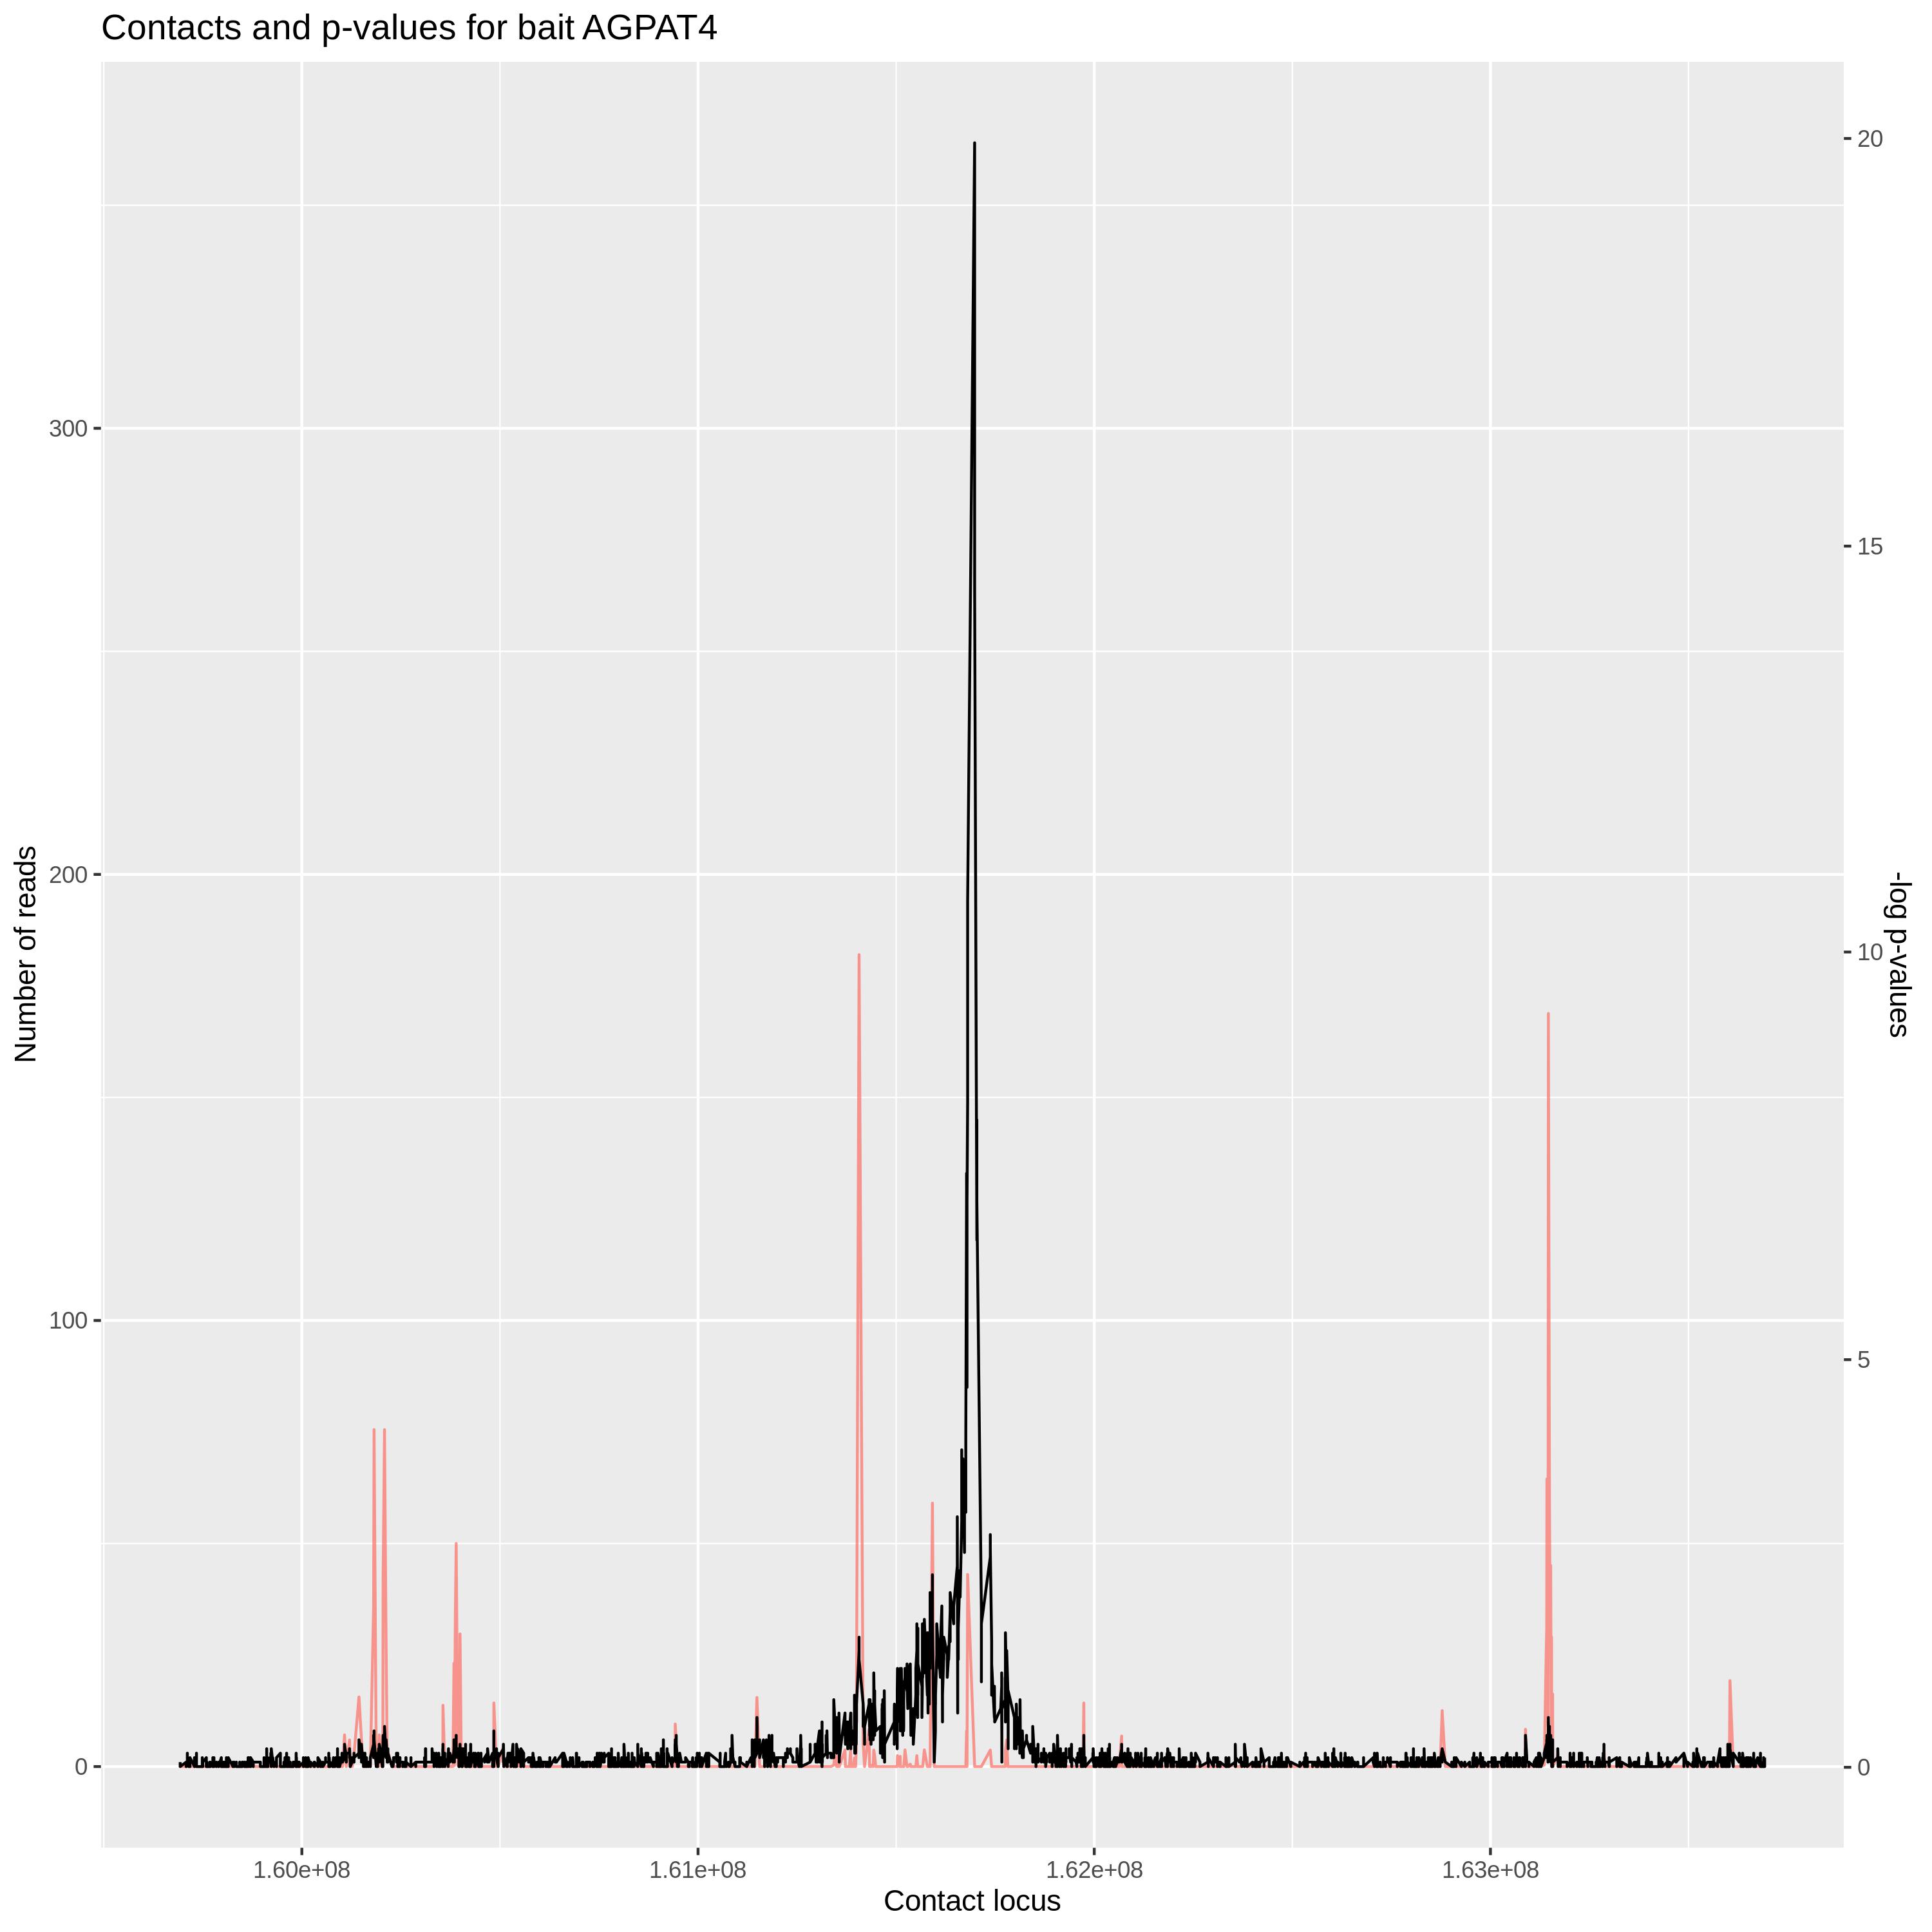 Contacts and p-values for bait AGPAT4
Number of reads
300
200
100
0
20
15
10
5
0
-log p-values
1.60e+08
1.61e+08
1.62e+08
1.63e+08
Contact locus